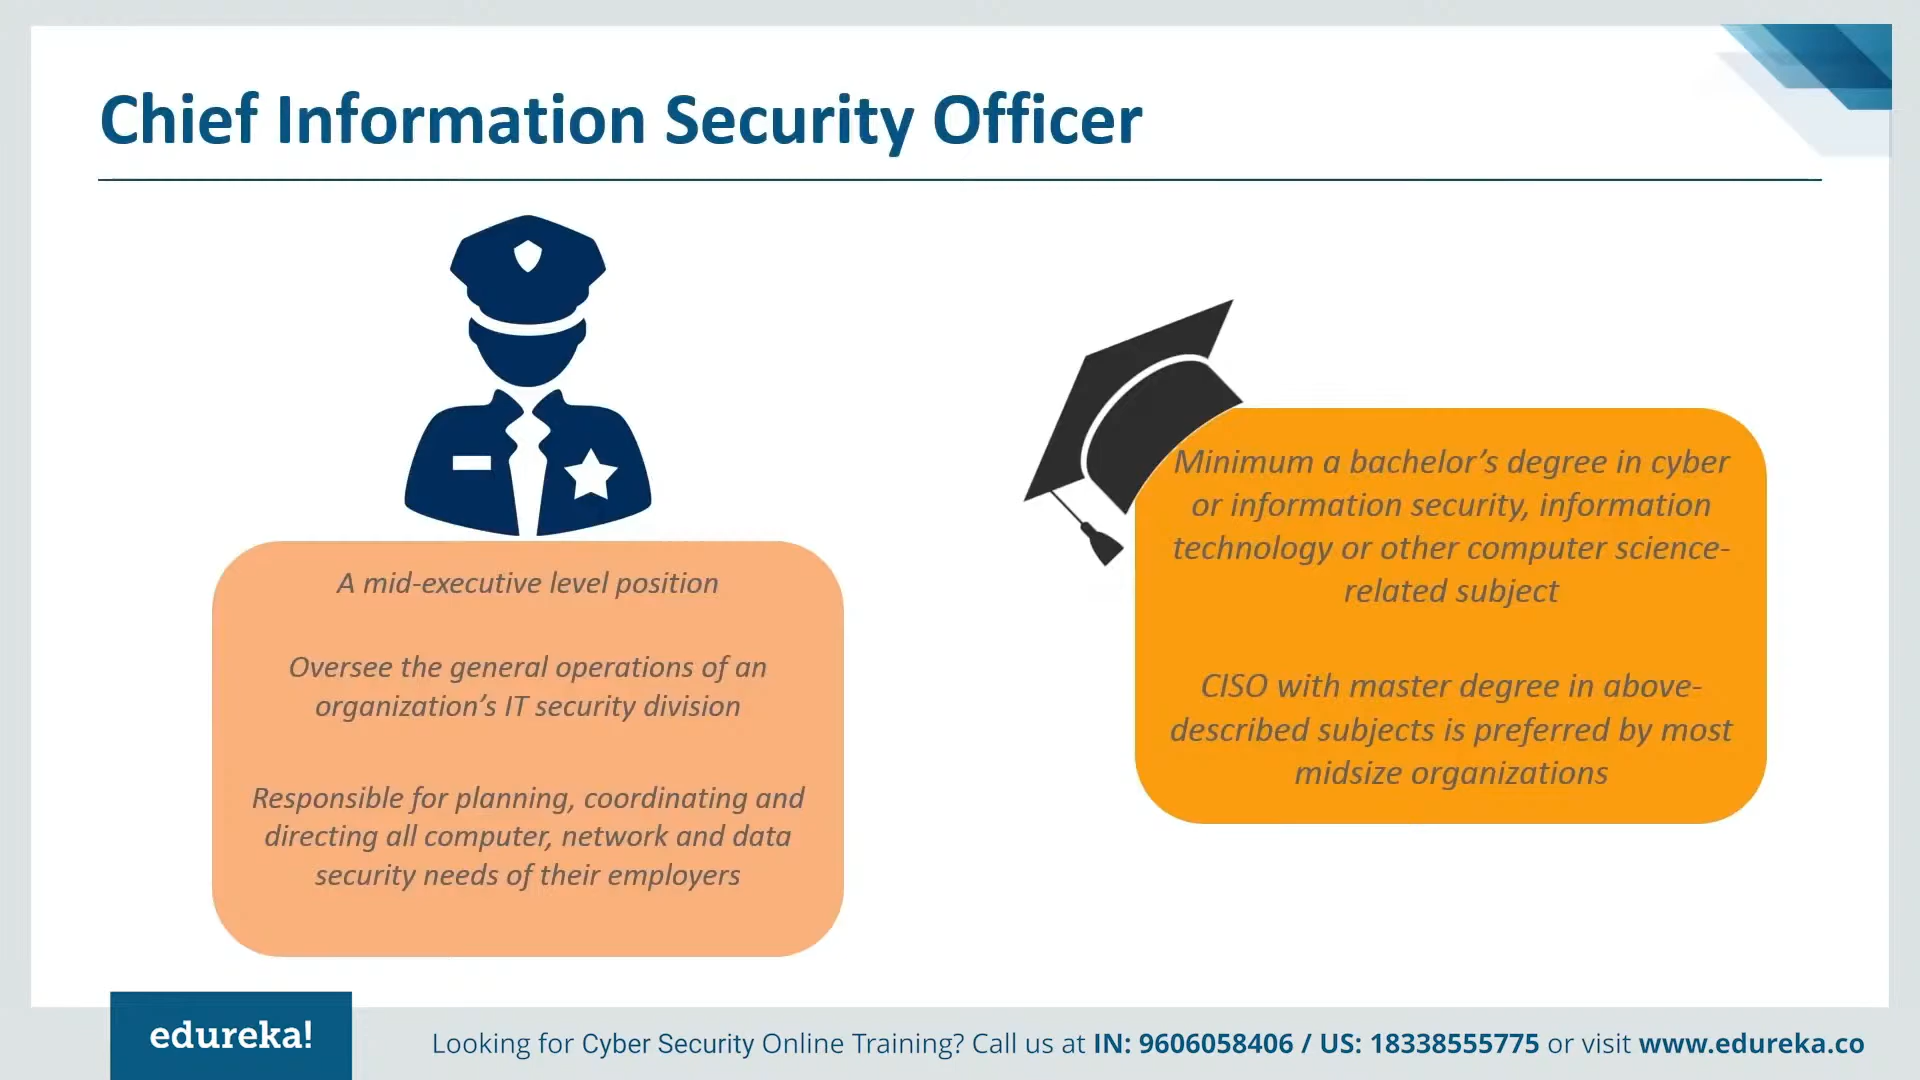 Chief Information Security Officer
A mid-executive level position
Oversee the general operations of an
organization’s IT security division
Responsible for planning, coordinating and
directing all computer, network and data
security needs of their employers
Minimum a bachelor’s degree in cyber
or information security, information
technology or other computer science-
related subject
CISO with master degree in above-
described subjects is preferred by most
midsize organizations
edureka!
Looking for Cyber Security Online Training? Call us at IN: 9606058406 / US: 18338555775 or visit www.edureka.co